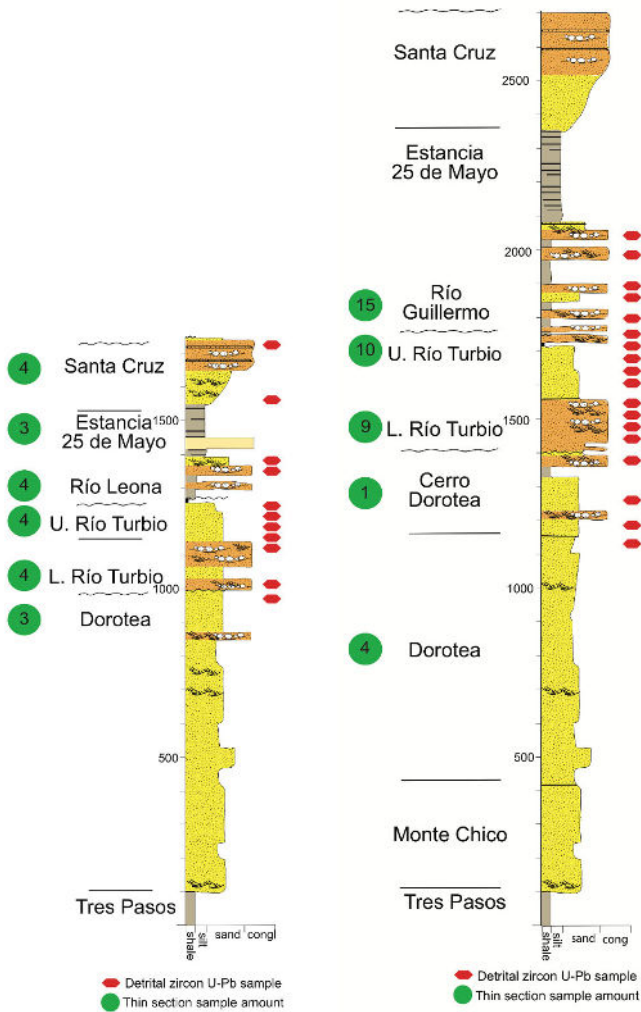 Santa Cruz
2500
Estancia
25 de Mayo
2000
15
Río
Guillermo
10
U. Río Turbio
1500
9
L. Río Turbio
1
Cerro
Dorotea
1000
4
Dorotea
500
Monte Chico
Tres Pasos
shale
silt
sand
congl
Detrital zircon U-Pb sample
Thin section sample amount
4
Santa Cruz
3
Estancia
25 de Mayo
1500
4
Río Leona
4
U. Río Turbio
4
L. Río Turbio
1000
3
Dorotea
500
Tres Pasos
shale
silt
sand
congl
Detrital zircon U-Pb sample
Thin section sample amount